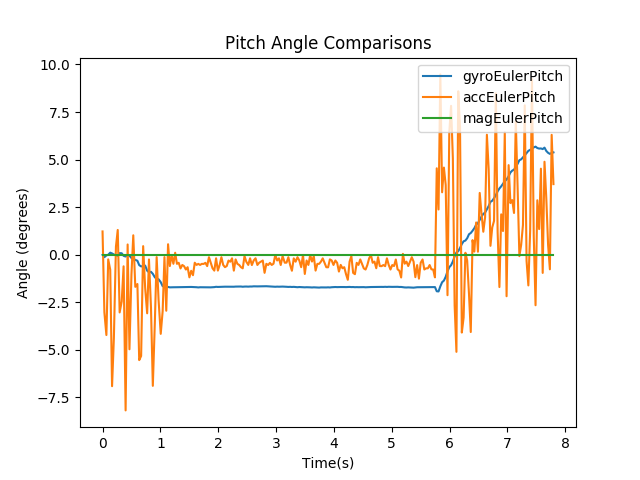 Pitch Angle Comparisons
gyroEulerPitch
accEulerPitch
magEulerPitch
Angle (degrees)
10.0
7.5
5.0
2.5
0.0
−2.5
−5.0
−7.5
0 1 2 3 4 5 6 7 8
Time(s)